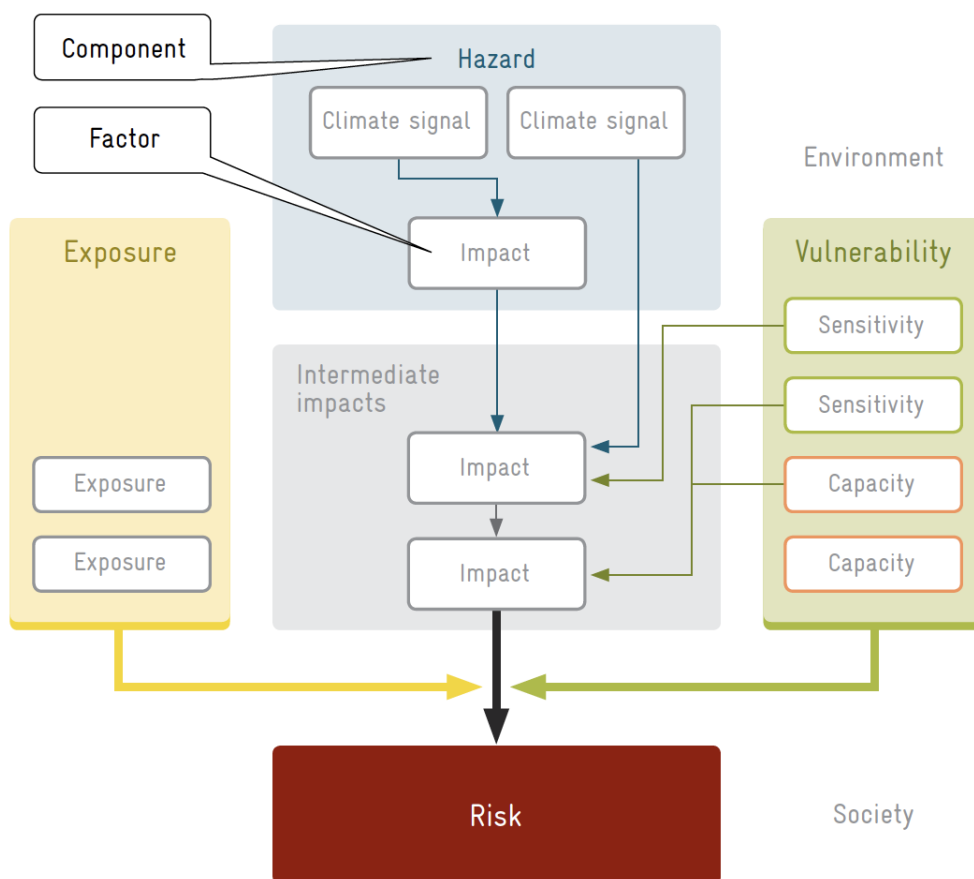 Component
Hazard
Climate signal
Climate signal
Factor
Environment
Exposure
Impact
Vulnerability
Sensitivity
Intermediate
impacts
Sensitivity
Impact
Exposure
Capacity
Exposure
Impact
Capacity
Risk
Society